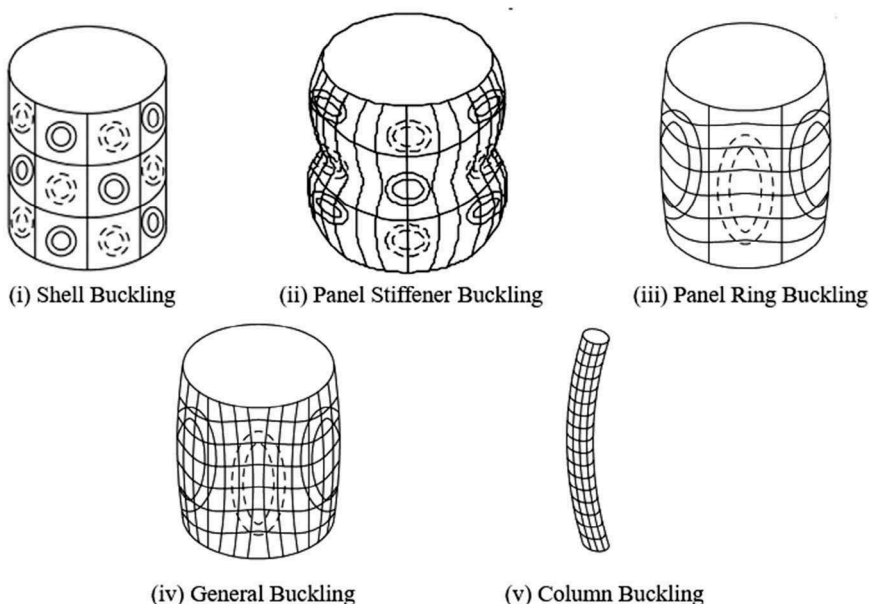 (i) Shell Buckling
(ii) Panel Stiffener Buckling
(iii) Panel Ring Buckling
(iv) General Buckling
(v) Column Buckling